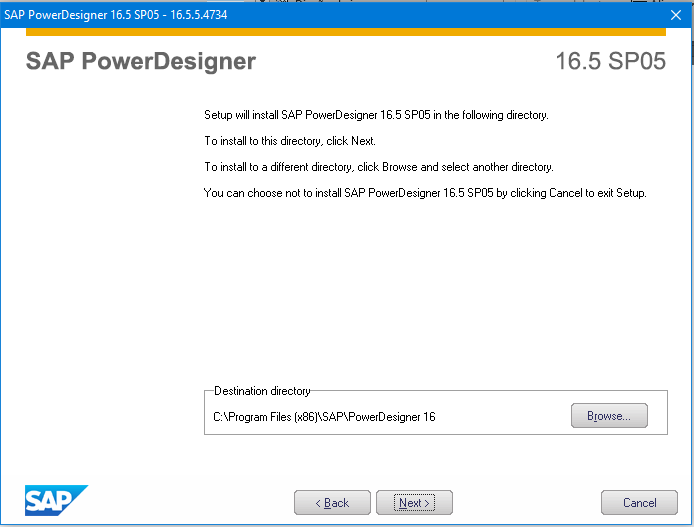 SAP PowerDesigner 16.5 SP05 - 16.5.5.4734
SAP PowerDesigner
16.5 SP05
Setup will install SAP PowerDesigner 16.5 SP05 in the following directory.
To install to this directory, click Next.
To install to a different directory, click Browse and select another directory.
You can choose not to install SAP PowerDesigner 16.5 SP05 by clicking Cancel to exit Setup.
Destination directory
C:\Program Files (x86)\SAP\PowerDesigner 16
Browse...
SAP
< Back
Next >
Cancel